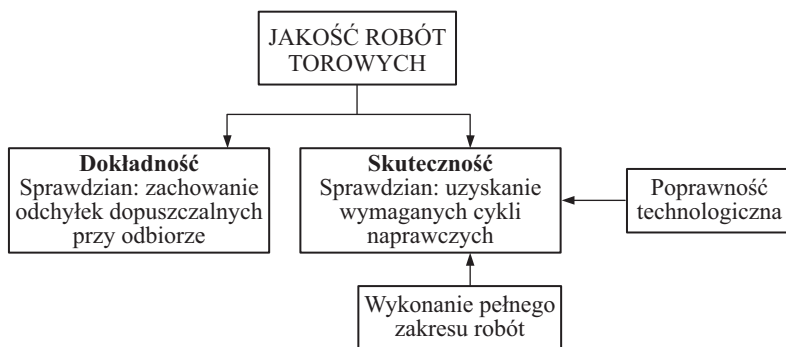 JAKOŚĆ ROBÓT
TOROWYCH
Dokładność
Sprawdzian: zachowanie
odchyłek dopuszczalnych
przy odbiorze
Skuteczność
Sprawdzian: uzyskanie
wymaganych cykli
naprawczych
Poprawność
technologiczna
Wykonanie pełnego
zakresu robót